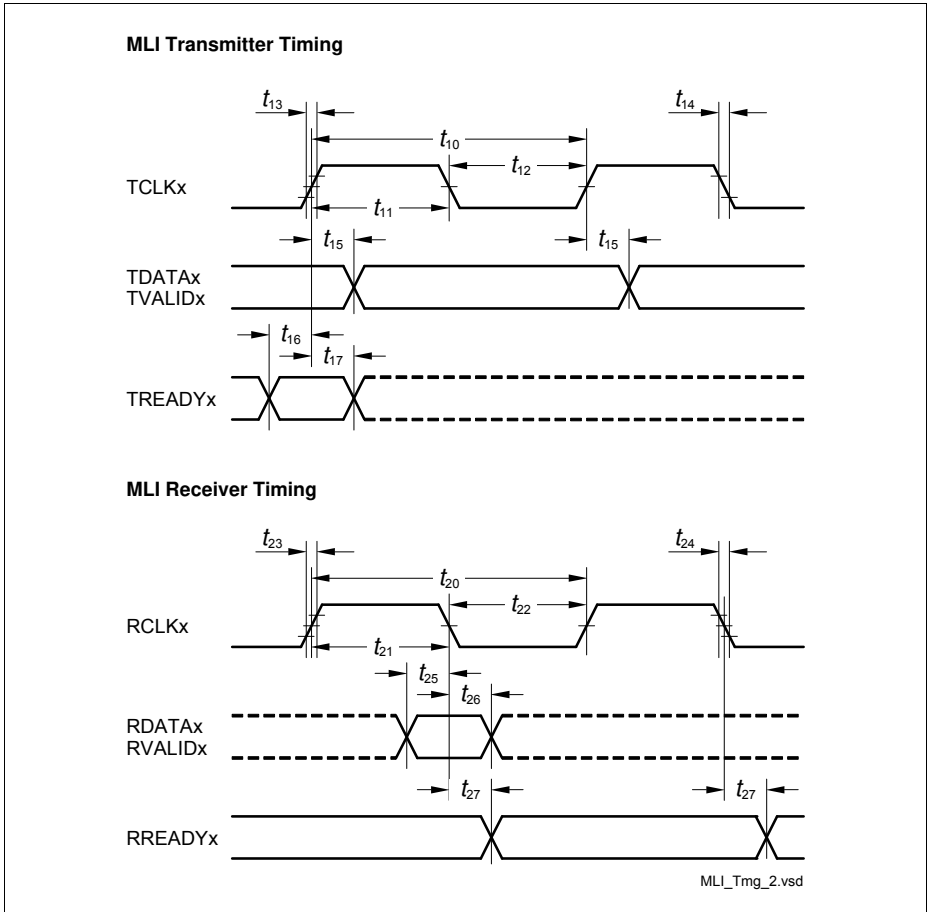 MLI Transmitter Timing
t13
t14
t10
t12
TCLKx
t11
t15
t15
TDATAx
TVALIDx
t16
t17
TREADYx
MLI Receiver Timing
t23
t24
t20
t22
RCLKx
t21
t25
t26
RDATAx
RVALIDx
t27
t27
RREADYx
MLI_Tmg_2.vsd